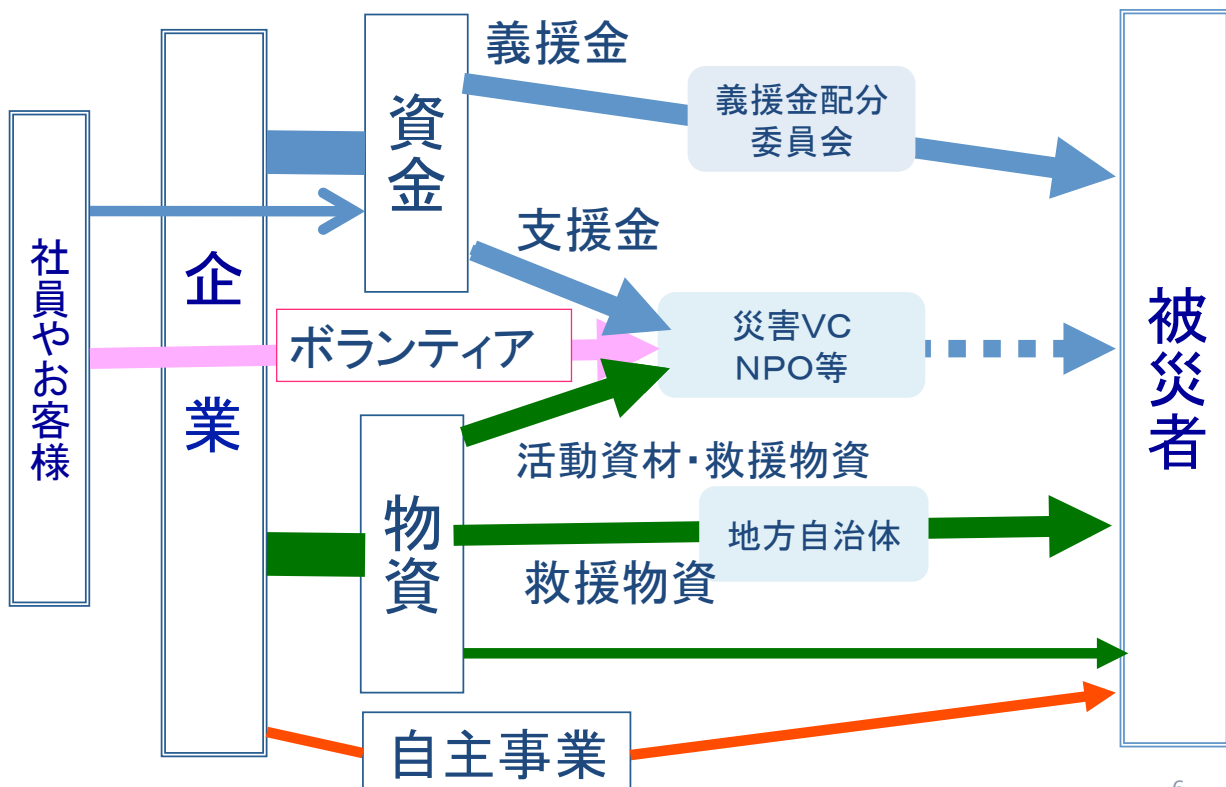 社員やお客様
企業
資金
義援金
義援金配分
委員会
支援金
ボランティア
災害VC
NPO等
活動資材・救援物資
物資
地方自治体
救援物資
自主事業
被災者